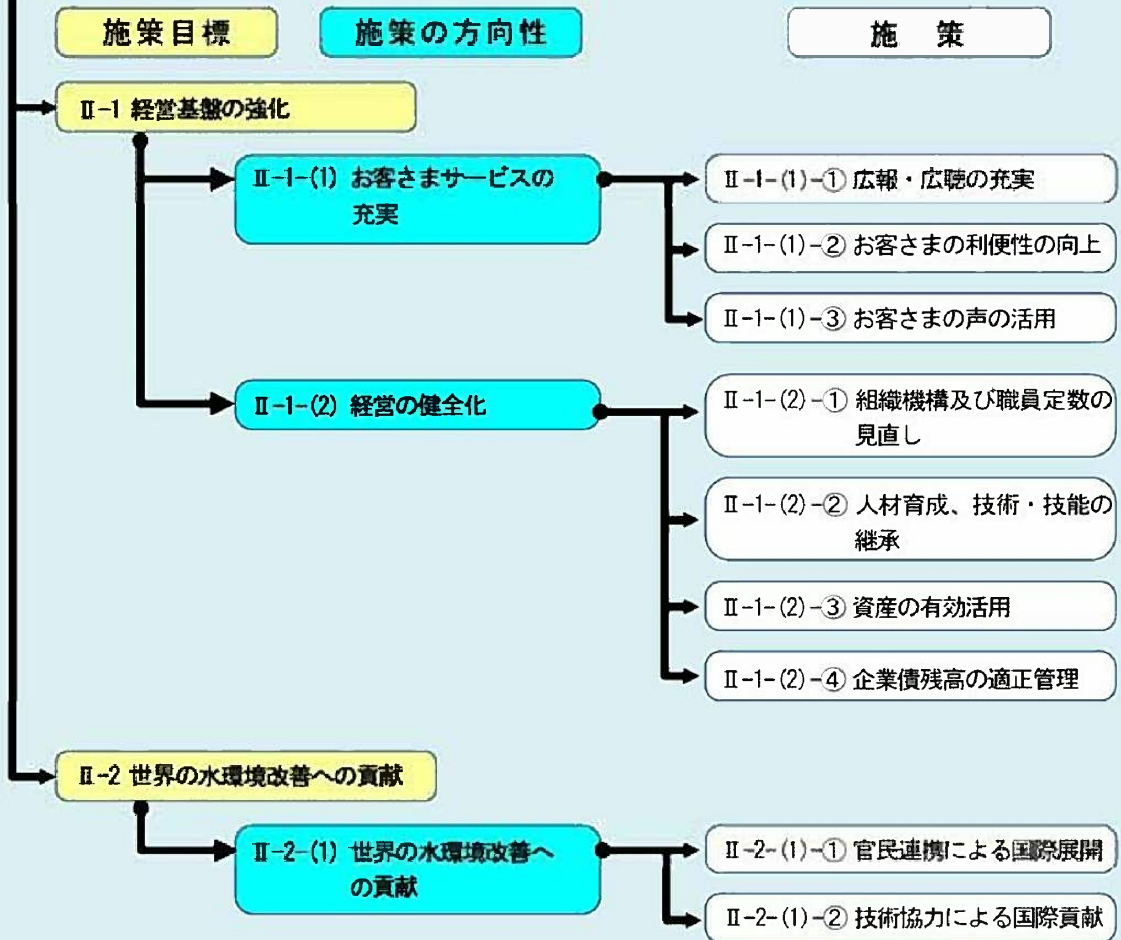 施策目標
施策の方向性
施 策
Ⅱ-1 経営基盤の強化
Ⅱ-1-(1) お客さまサービスの
充実
Ⅱ-1-(1)-① 広報・広聴の充実
Ⅱ-1-(1)-② お客さまの利便性の向上
Ⅱ-1-(1)-③ お客さまの声の活用
Ⅱ-1-(2) 経営の健全化
Ⅱ-1-(2)-① 組織機構及び職員定数の
見直し
Ⅱ-1-(2)-② 人材育成、技術・技能の
継承
Ⅱ-1-(2)-③ 資産の有効活用
Ⅱ-1-(2)-④ 企業債残高の適正管理
Ⅱ-2 世界の水環境改善への貢献
Ⅱ-2-(1) 世界の水環境改善へ
の貢献
Ⅱ-2-(1)-① 官民連携による国際展開
Ⅱ-2-(1)-② 技術協力による国際貢献